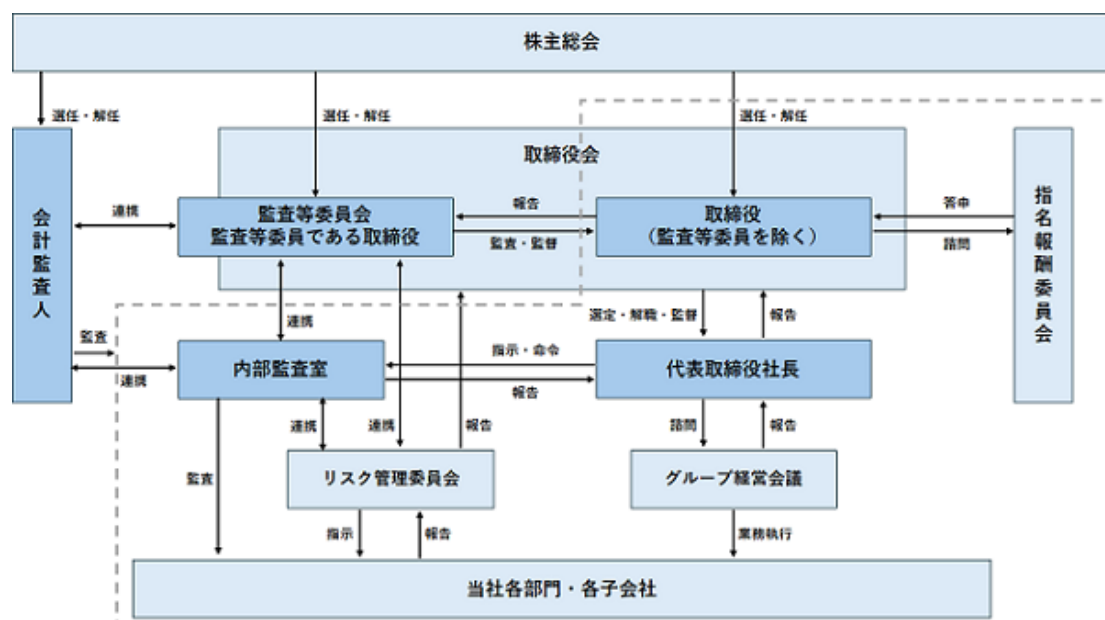 株主総会
選任・解任
選任・解任
選任・解任
取締役会
会計監査人
連携
監査等委員会
監査等委員である取締役
報告
監査・監督
取締役
（監査等委員を除く）
答申
諮問
指名報酬委員会
連携
選定・解職・監督
報告
監査
連携
内部監査室
指示・命令
報告
代表取締役社長
連携
連携
報告
諮問
報告
監査
リスク管理委員会
グループ経営会議
指示
報告
業務執行
当社各部門・各子会社